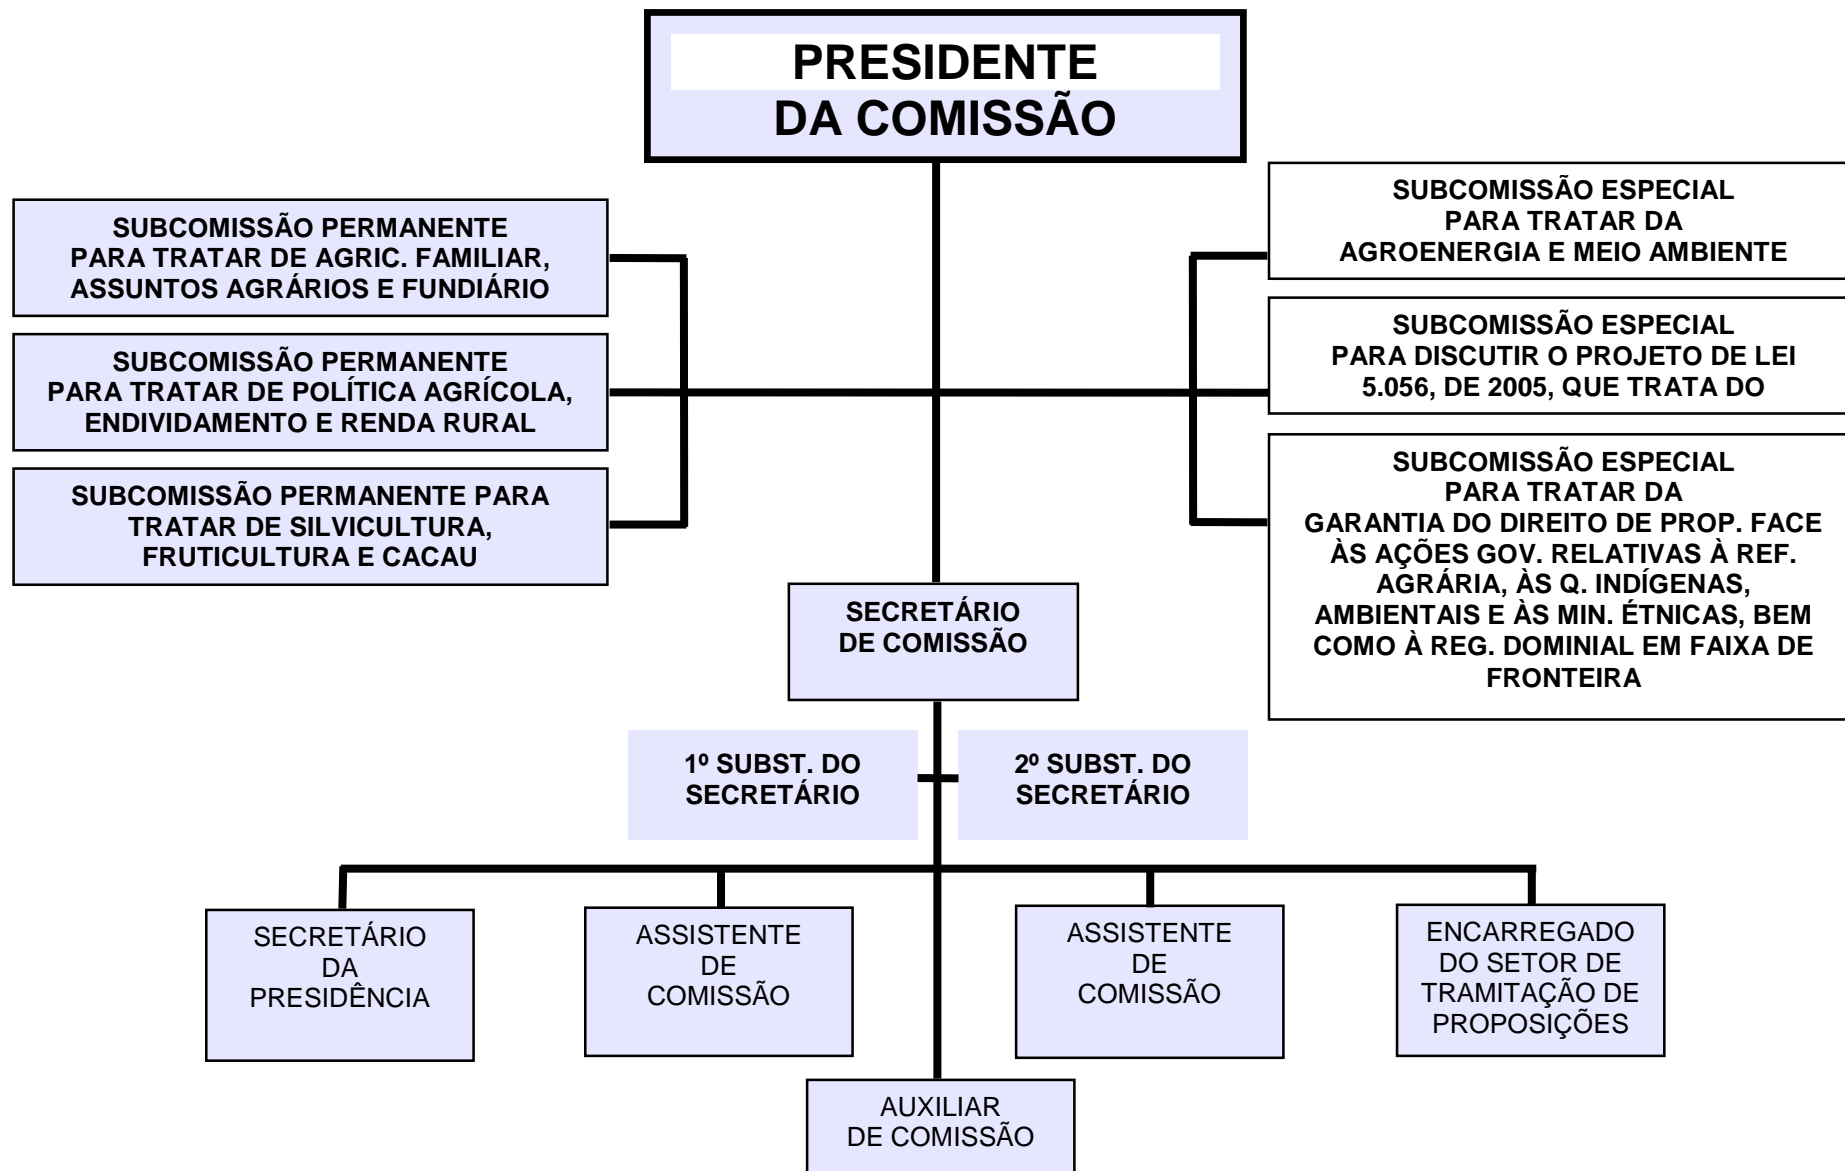 PRESIDENTE
DA COMISSÃO
SUBCOMISSÃO PERMANENTE
PARA TRATAR DE AGRIC. FAMILIAR,
ASSUNTOS AGRÁRIOS E FUNDIÁRIO
SUBCOMISSÃO PERMANENTE
PARA TRATAR DE POLÍTICA AGRÍCOLA,
ENDIVIDAMENTO E RENDA RURAL
SUBCOMISSÃO PERMANENTE PARA
TRATAR DE SILVICULTURA,
FRUTICULTURA E CACAU
SUBCOMISSÃO ESPECIAL
PARA TRATAR DA
AGROENERGIA E MEIO AMBIENTE
SUBCOMISSÃO ESPECIAL
PARA DISCUTIR O PROJETO DE LEI
5.056, DE 2005, QUE TRATA DO
SUBCOMISSÃO ESPECIAL
PARA TRATAR DA
GARANTIA DO DIREITO DE PROP. FACE
ÀS AÇÕES GOV. RELATIVAS À REF.
AGRÁRIA, ÀS Q. INDÍGENAS,
AMBIENTAIS E ÀS MIN. ÉTNICAS, BEM
COMO À REG. DOMINIAL EM FAIXA DE
FRONTEIRA
SECRETÁRIO
DE COMISSÃO
1º SUBST. DO
SECRETÁRIO
2º SUBST. DO
SECRETÁRIO
SECRETÁRIO
DA
PRESIDÊNCIA
ASSISTENTE
DE
COMISSÃO
ASSISTENTE
DE
COMISSÃO
ENCARREGADO
DO SETOR DE
TRAMITAÇÃO DE
PROPOSIÇÕES
AUXILIAR
DE COMISSÃO